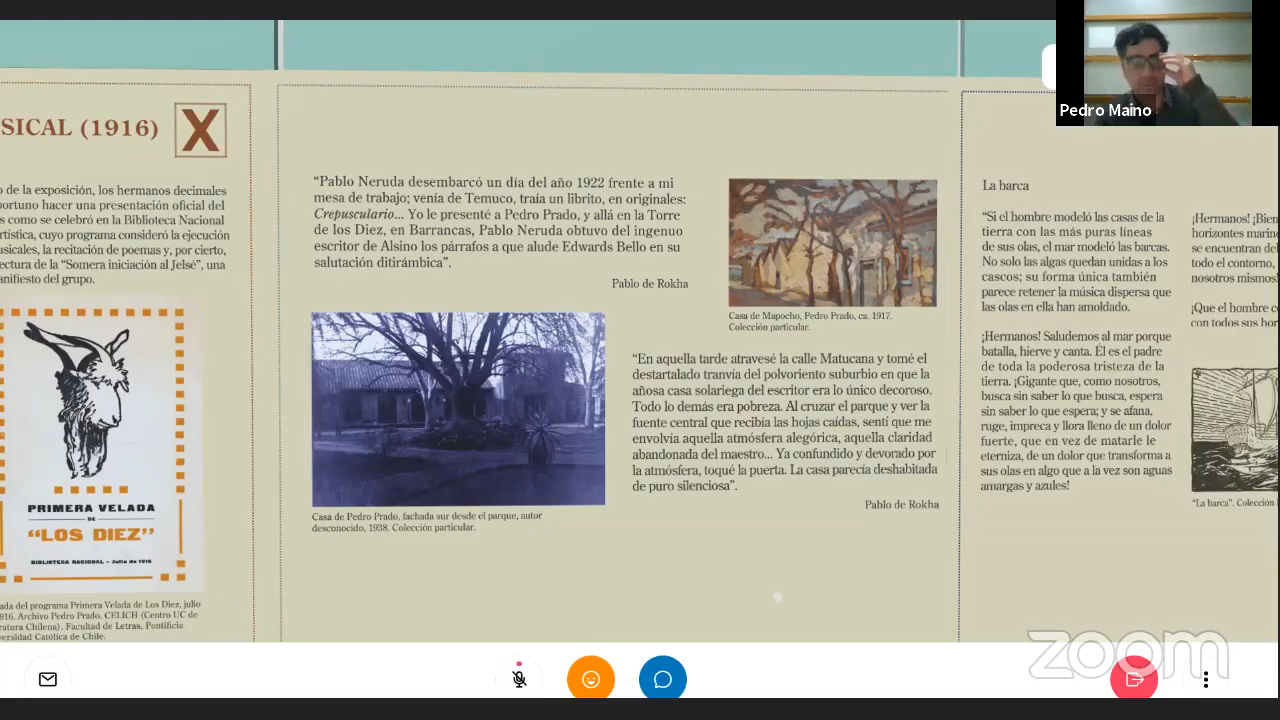 Pedro Maino
SICAL (1916)
X
o de la exposición, los hermanos decimales
ortuno hacer una presentación oficial del
s como se celebró en la Biblioteca Nacional
rtística, cuyo programa consideró la ejecución
usicales, la recitación de poemas y, por cierto,
ectura de la “Somera iniciación al Jelsé”, una
anifiesto del grupo.
PRIMERA VELADA
DE
“LOS DIEZ”
BIBLIOTECA NACIONAL - Julio de 1916
ada del programa Primera Velada de Los Diez, julio
916. Archivo Pedro Prado, CELICH (Centro UC de
ratura Chilena). Facultad de Letras, Pontificia
versidad Católica de Chile.
“Pablo Neruda desembarcó un día del año 1922 frente a mi
mesa de trabajo; venía de Temuco, traía un librito, en originales:
Crepusculario... Yo le presenté a Pedro Prado, y allá en la Torre
de los Diez, en Barrancas, Pablo Neruda obtuvo del ingenuo
escritor de Alsino los párrafos a que alude Edwards Bello en su
salutación ditirámbica”.
Pablo de Rokha
Casa de Mapocho, Pedro Prado, ca. 1917.
Colección particular.
Casa de Pedro Prado, fachada sur desde el parque, autor
desconocido, 1938. Colección particular.
“En aquella tarde atravesé la calle Matucana y tomé el
destartalado tranvía del polvoriento suburbio en que la
añosa casa solariega del escritor era lo único decoroso.
Todo lo demás era pobreza. Al cruzar el parque y ver la
fuente central que recibía las hojas caídas, sentí que me
envolvía aquella atmósfera alegórica, aquella claridad
abandonada del maestro... Ya confundido y devorado por
la atmósfera, toqué la puerta. La casa parecía deshabitada
de puro silenciosa”.
Pablo de Rokha
La barca
“Si el hombre modeló las casas de la
tierra con las más puras líneas
de sus olas, el mar modeló las barcas.
No solo las algas quedan unidas a los
cascos; su forma única también
parece retener la música dispersa que
las olas en ella han amoldado.
¡Hermanos! Saludemos al mar porque
batalla, hierve y canta. Él es el padre
de toda la poderosa tristeza de la
tierra. ¡Gigante que, como nosotros,
busca sin saber lo que busca, espera
sin saber lo que espera; y se afana,
ruge, impreca y llora lleno de un dolor
fuerte, que en vez de matarle le
eterniza, de un dolor que transforma a
sus olas en algo que a la vez son aguas
amargas y azules!
¡Hermanos! ¡Bien
horizontes marin
se encuentran de
todo el contorno,
nosotros mismos!
¡Que el hombre c
con todos sus hor
“La barca”. Colección
zoom